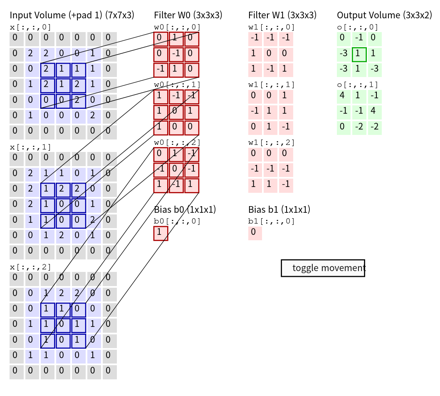 Input Volume (+pad 1) (7x7x3)
x[:,:,0]
0 0 0 0 0 0 0
0 2 2 0 0 1 0
0 0 2 1 1 1 0
0 2 2 1 2 1 0
0 0 0 0 2 0 0
0 1 0 0 0 2 0
0 0 0 0 0 0 0
x[:,:,1]
0 0 0 0 0 0 0
0 2 1 1 0 1 0
0 2 1 2 2 0 0
0 2 1 0 0 1 0
0 1 1 0 0 2 0
0 0 1 2 0 1 0
0 0 0 0 0 0 0
x[:,:,2]
0 0 0 0 0 0 0
0 0 1 2 2 0 0
0 0 1 1 0 0 0
0 1 1 0 1 1 0
0 0 1 0 1 0 0
0 1 1 0 0 1 0
0 0 0 0 0 0 0
Filter W0 (3x3x3)
w0[:,:,0]
0 1 0
0 -1 0
-1 1 0
w0[:,:,1]
1 -1 -1
1 0 1
1 0 0
w0[:,:,2]
0 1 -1
-1 0 -1
1 -1 1
Bias b0 (1x1x1)
b0[:,:,0]
1
Filter W1 (3x3x3)
w1[:,:,0]
-1 -1 -1
1 0 0
1 -1 1
w1[:,:,1]
0 0 1
-1 0 1
0 1 -1
w1[:,:,2]
0 0 1
-1 -1 -1
1 1 -1
Bias b1 (1x1x1)
b1[:,:,0]
0
Output Volume (3x3x2)
o[:,:,0]
0 -1 0
-3 1 1
-3 1 -3
o[:,:,1]
4 1 -1
-1 -1 4
0 -2 -2
toggle movement